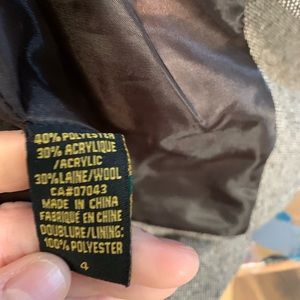 40% POLYESTER
30% ACRYLIQUE
/ACRYLIC
30% LAINE/WOOL
CA#07043
MADE IN CHINA
FABRIQUÉ EN CHINE
DOUBLURE/LINING:
100% POLYESTER
4